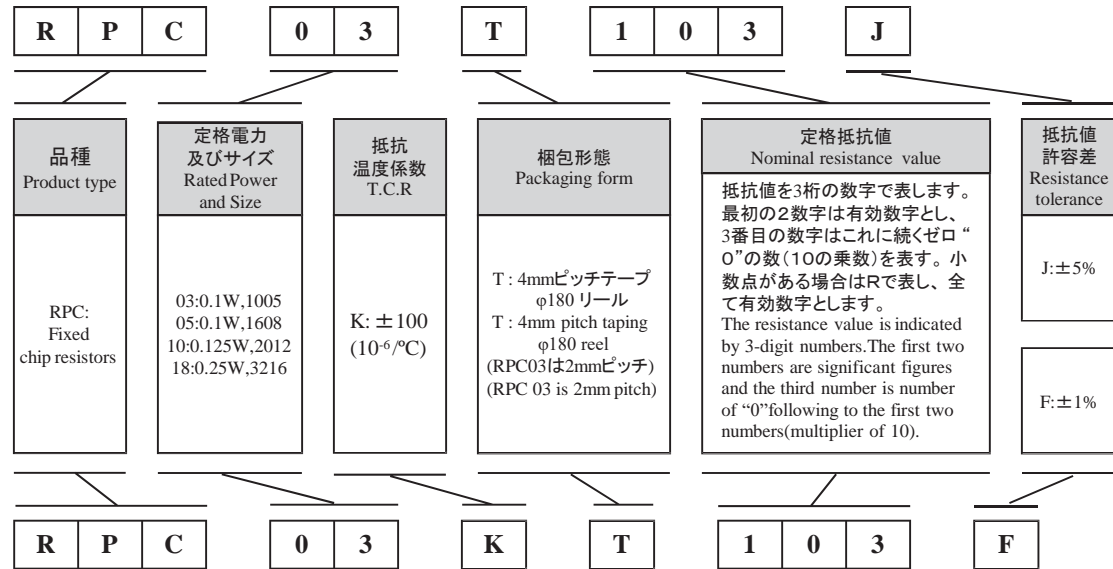 R P C 0 3 T 1 0 3 J
品種
Product type
RPC:
Fixed
chip resistors
定格電力
及びサイズ
Rated Power
and Size
03:0.1W,1005
05:0.1W,1608
10:0.125W,2012
18:0.25W,3216
抵抗
温度係数
T.C.R
K: ±100
(10⁻⁶/ºC)
梱包形態
Packaging form
T : 4mmピッチテープ
φ180 リール
T : 4mm pitch taping
φ180 reel
(RPC03は2mmピッチ)
(RPC 03 is 2mm pitch)
定格抵抗値
Nominal resistance value
抵抗値を3桁の数字で表します。
最初の2数字は有効数字とし、
3番目の数字はこれに続くゼロ “
0”の数(10の乗数)を表す。小
数点がある場合はRで表し、全
て有効数字とします。
The resistance value is indicated
by 3-digit numbers.The first two
numbers are significant figures
and the third number is number
of “0”following to the first two
numbers(multiplier of 10).
抵抗値
許容差
Resistance
tolerance
J:±5%
F:±1%
R P C 0 3 K T 1 0 3 F